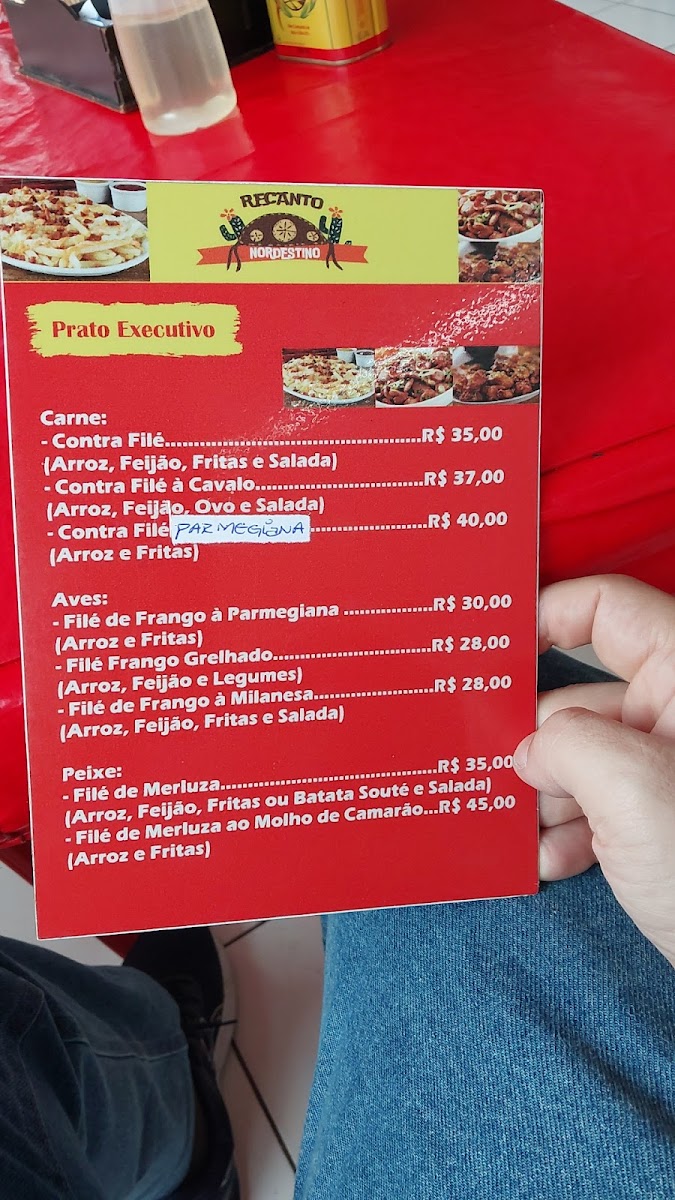 RECANTO
NORDESTINO
Prato Executivo
Carne:
- Contra Filé......................................................R$ 35,00
(Arroz, Feijão, Fritas e Salada)
- Contra Filé à Cavalo....................................R$ 37,00
(Arroz, Feijão, Ovo e Salada)
- Contra Filé PARMEGIANA .........................R$ 40,00
(Arroz e Fritas)
Aves:
- Filé de Frango à Parmegiana ...................R$ 30,00
(Arroz e Fritas)
- Filé Frango Grelhado..................................R$ 28,00
(Arroz, Feijão e Legumes)
- Filé de Frango à Milanesa..........................R$ 28,00
(Arroz, Feijão, Fritas e Salada)
Peixe:
- Filé de Merluza...............................................R$ 35,00
(Arroz, Feijão, Fritas ou Batata Souté e Salada)
- Filé de Merluza ao Molho de Camarão...R$ 45,00
(Arroz e Fritas)